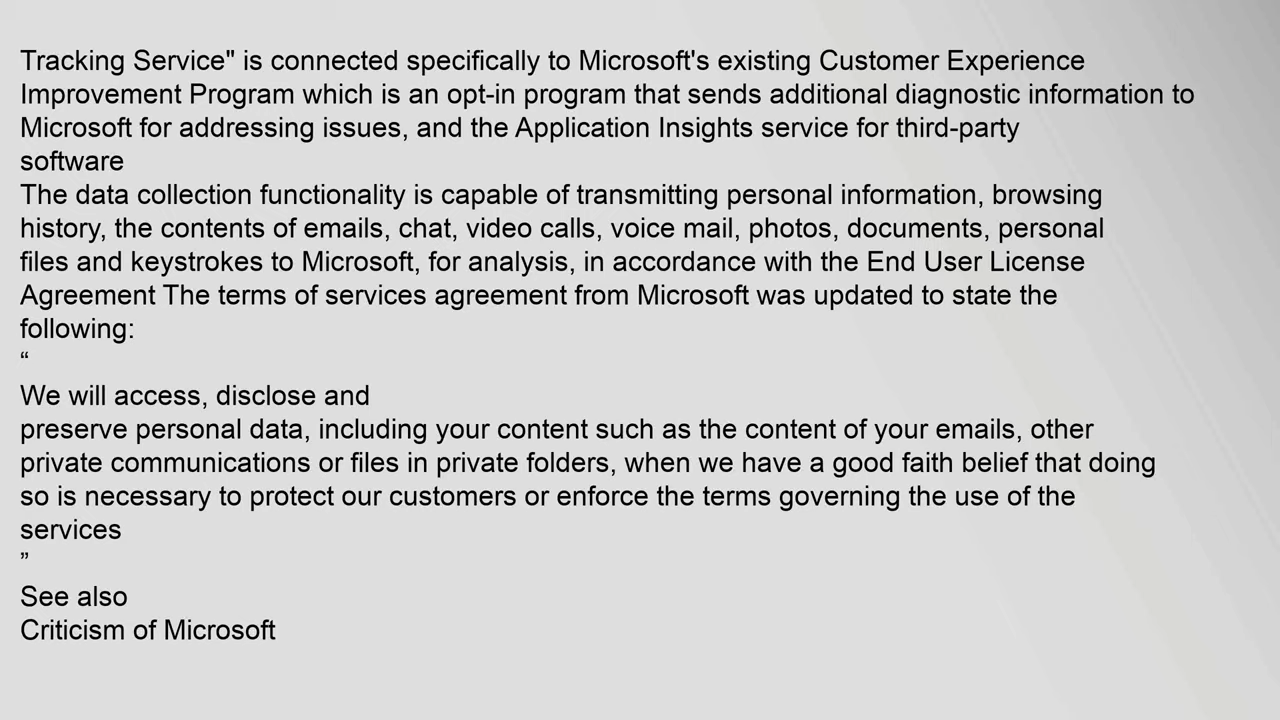 Tracking Service" is connected specifically to Microsoft's existing Customer Experience
Improvement Program which is an opt-in program that sends additional diagnostic information to
Microsoft for addressing issues, and the Application Insights service for third-party
software
The data collection functionality is capable of transmitting personal information, browsing
history, the contents of emails, chat, video calls, voice mail, photos, documents, personal
files and keystrokes to Microsoft, for analysis, in accordance with the End User License
Agreement The terms of services agreement from Microsoft was updated to state the
following:
“
We will access, disclose and
preserve personal data, including your content such as the content of your emails, other
private communications or files in private folders, when we have a good faith belief that doing
so is necessary to protect our customers or enforce the terms governing the use of the
services
”
See also
Criticism of Microsoft